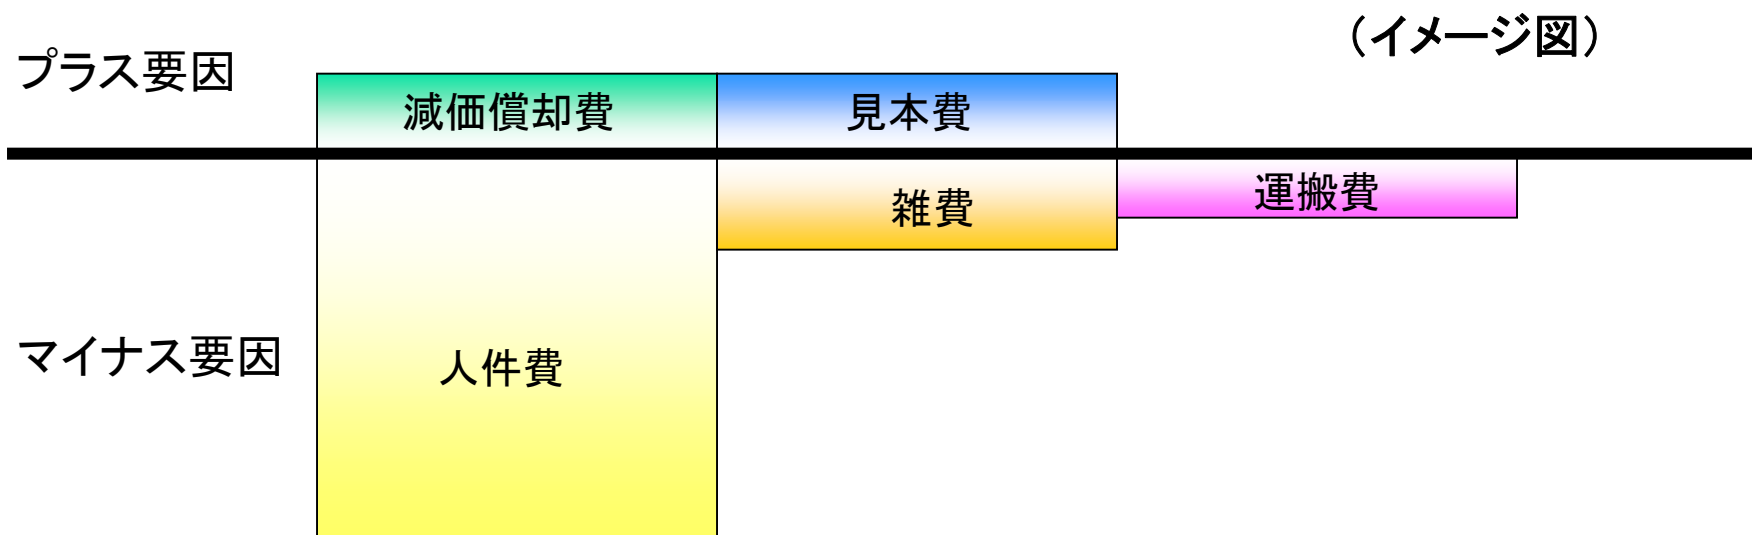 (イメージ図)
プラス要因
減価償却費
見本費
雑費
運搬費
マイナス要因
人件費